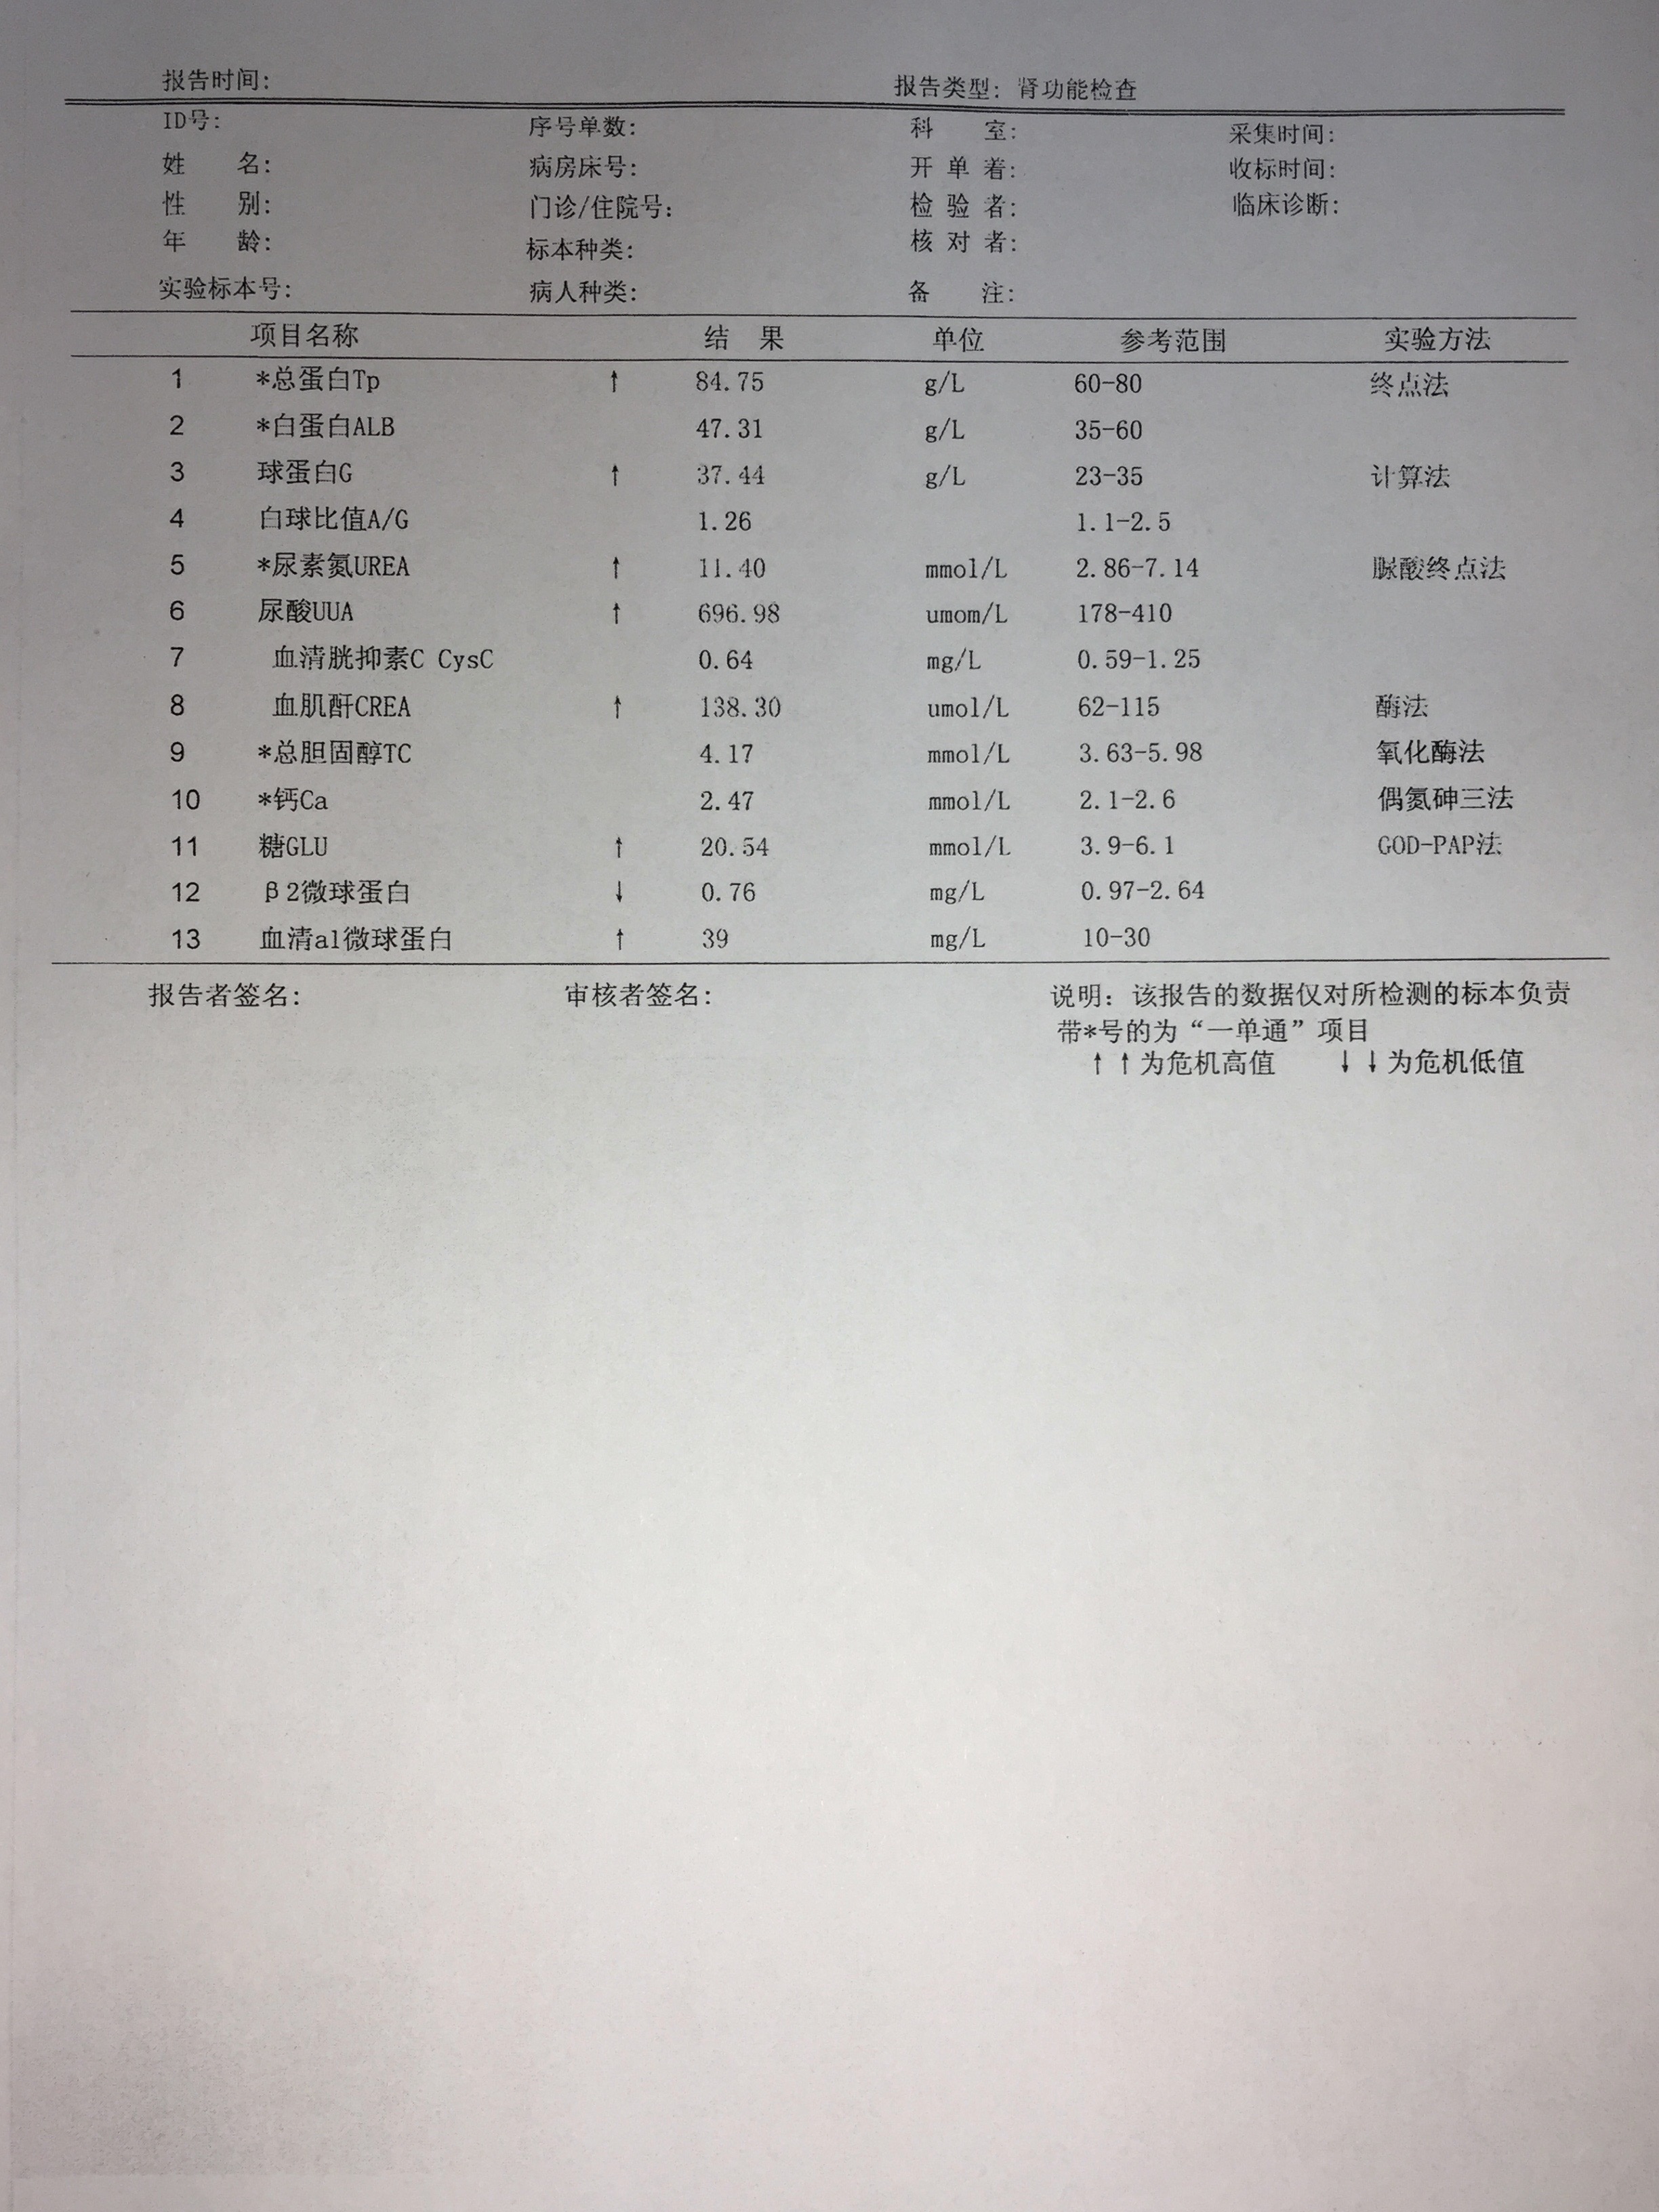 报告时间: 报告类型: 肾功能检查
ID号: 序号单数: 科 室: 采集时间:
姓 名: 病房床号: 开 单 着: 收标时间:
性 别: 门诊/住院号: 检 验 者: 临床诊断:
年 龄: 标本种类: 核 对 者:
实验标本号: 病人种类: 备 注:
项目名称 结 果 单位 参考范围 实验方法
1 *总蛋白Tp ↑ 84.75 g/L 60-80 终点法
2 *白蛋白ALB 47.31 g/L 35-60
3 球蛋白G ↑ 37.44 g/L 23-35 计算法
4 白球比值A/G 1.26 1.1-2.5
5 *尿素氮UREA ↑ 11.40 mmol/L 2.86-7.14 脲酸终点法
6 尿酸UUA ↑ 696.98 umom/L 178-410
7 血清胱抑素C CysC 0.64 mg/L 0.59-1.25
8 血肌酐CREA ↑ 138.30 umol/L 62-115 酶法
9 *总胆固醇TC 4.17 mmol/L 3.63-5.98 氧化酶法
10 *钙Ca 2.47 mmol/L 2.1-2.6 偶氮砷三法
11 糖GLU ↑ 20.54 mmol/L 3.9-6.1 GOD-PAP法
12 β2微球蛋白 ↓ 0.76 mg/L 0.97-2.64
13 血清al微球蛋白 ↑ 39 mg/L 10-30
报告者签名: 审核者签名: 说明: 该报告的数据仅对所检测的标本负责
带*号的为“一单通”项目
↑↑为危机高值 ↓↓为危机低值